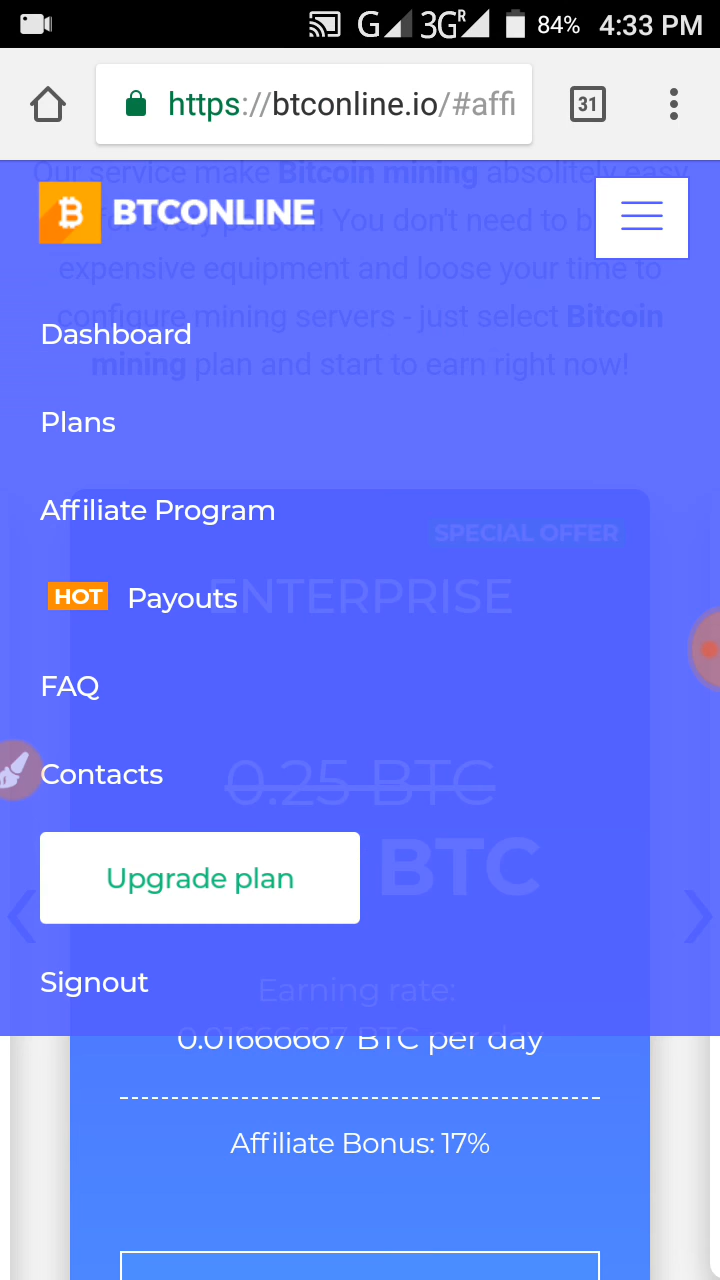 G 3G R 84% 4:33 PM
https://btconline.io/#affi 31
Our service make Bitcoin mining absolutely easy
for every person! You don't need to b
BTCONLINE
expensive equipment and loose your time to
configure mining servers - just select Bitcoin
Dashboard
mining plan and start to earn right now!
Plans
Affiliate Program
SPECIAL OFFER
HOT Payouts
ENTERPRISE
FAQ
Contacts
0.25 BTC
BTC
Upgrade plan
Signout
Earning rate:
0.01666667 BTC per day
Affiliate Bonus: 17%